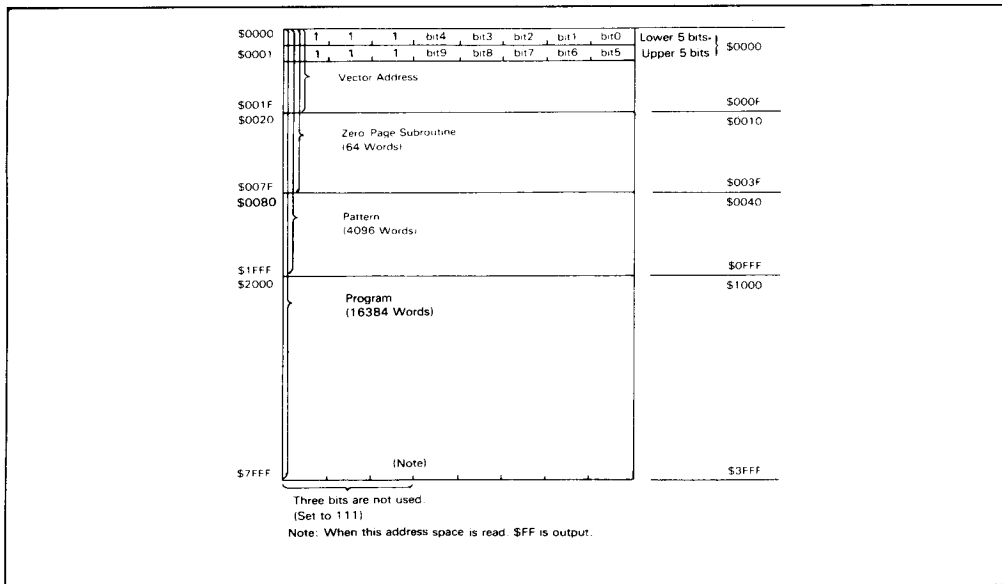 $0000 1 1 1 bit4 bit3 bit2 bit1 bit0 Lower 5 bits
$0001 1 1 1 bit9 bit8 bit7 bit6 bit5 Upper 5 bits $0000
Vector Address
$001F $000F
$0020 $0010
Zero Page Subroutine
(64 Words)
$007F $003F
$0080 $0040
Pattern
(4096 Words)
$1FFF $0FFF
$2000 $1000
Program
(16384 Words)
(Note)
$7FFF $3FFF
Three bits are not used.
(Set to 111)
Note: When this address space is read. $FF is output.